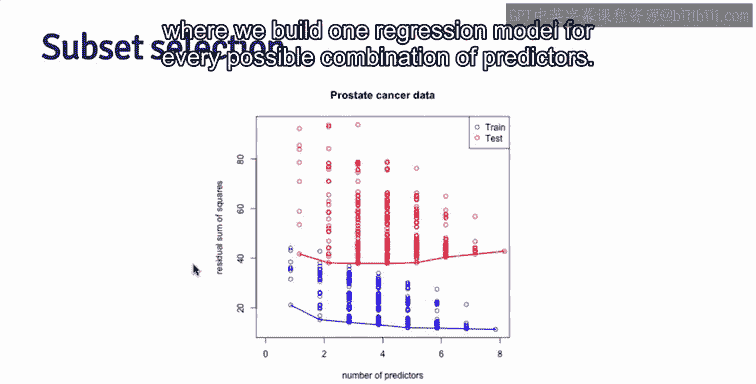 where we build one regression model for
every possible combination of predictors.
Subset selection
Prostate cancer data
Train
Test
residual sum of squares
80
60
40
20
0 2 4 6 8
number of predictors